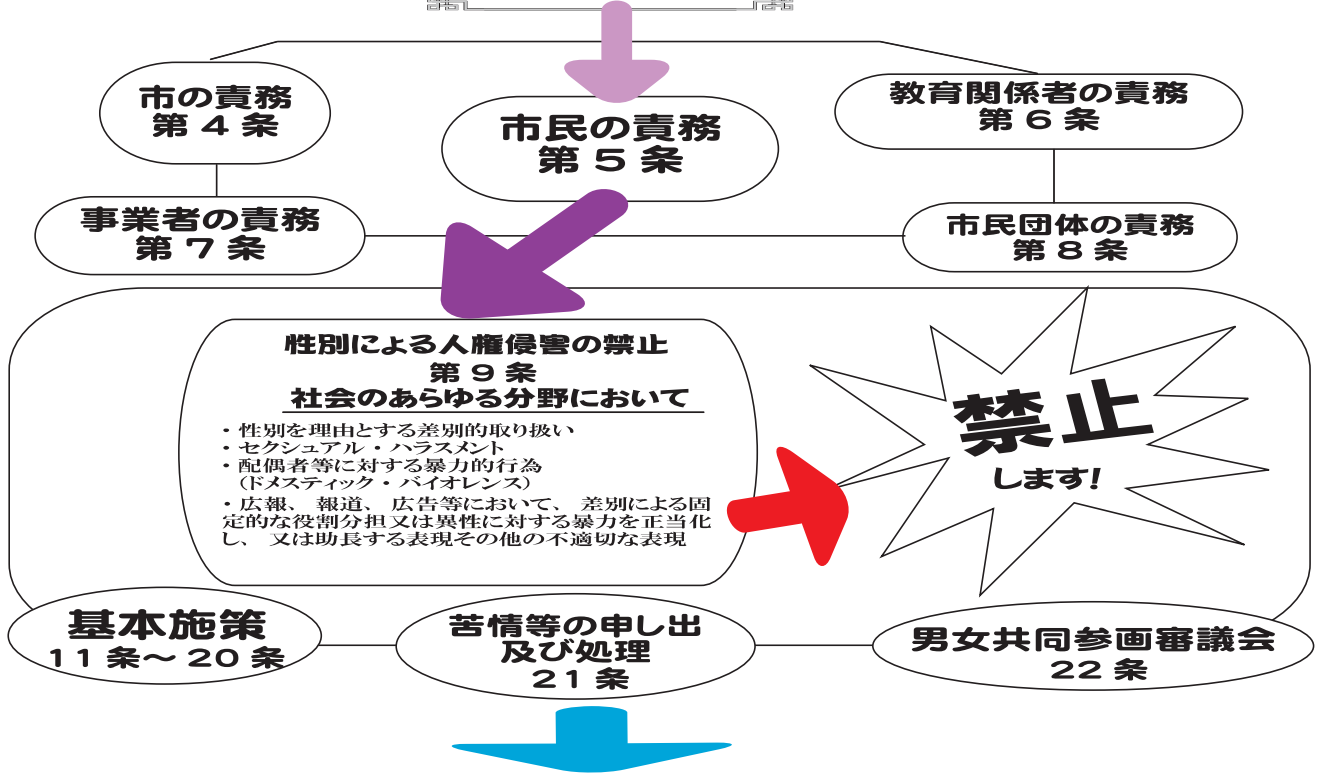 市の責務
第4条
市民の責務
第5条
教育関係者の責務
第6条
事業者の責務
第7条
市民団体の責務
第8条
性別による人権侵害の禁止
第9条
社会のあらゆる分野において
・性別を理由とする差別的取り扱い
・セクシュアル・ハラスメント
・配偶者等に対する暴力的行為
(ドメスティック・バイオレンス)
・広報、報道、広告等において、差別による固
定的な役割分担又は異性に対する暴力を正当化
し、又は助長する表現その他の不適切な表現
禁止
します!
基本施策
11条〜20条
苦情等の申し出
及び処理
21条
男女共同参画審議会
22条